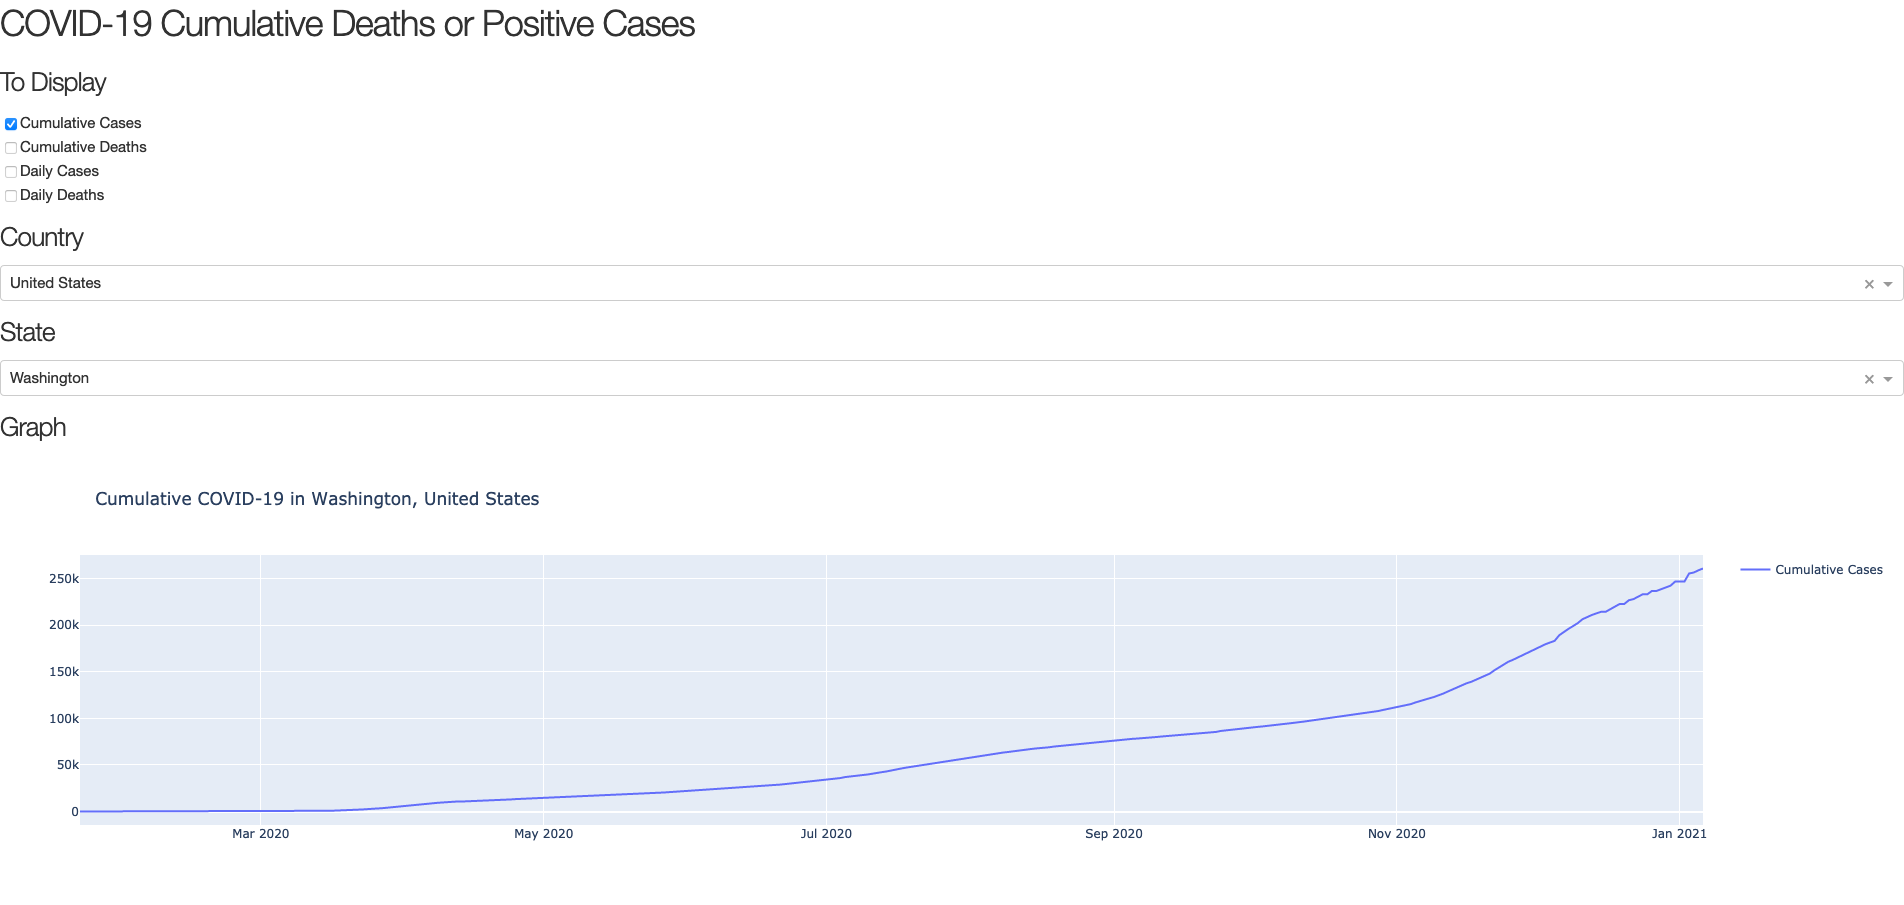 COVID-19 Cumulative Deaths or Positive Cases
To Display
Cumulative Cases
Cumulative Deaths
Daily Cases
Daily Deaths
Country
United States
State
Washington
Graph
Cumulative COVID-19 in Washington, United States
250k
200k
150k
100k
50k
0
Mar 2020 May 2020 Jul 2020 Sep 2020 Nov 2020 Jan 2021
Cumulative Cases